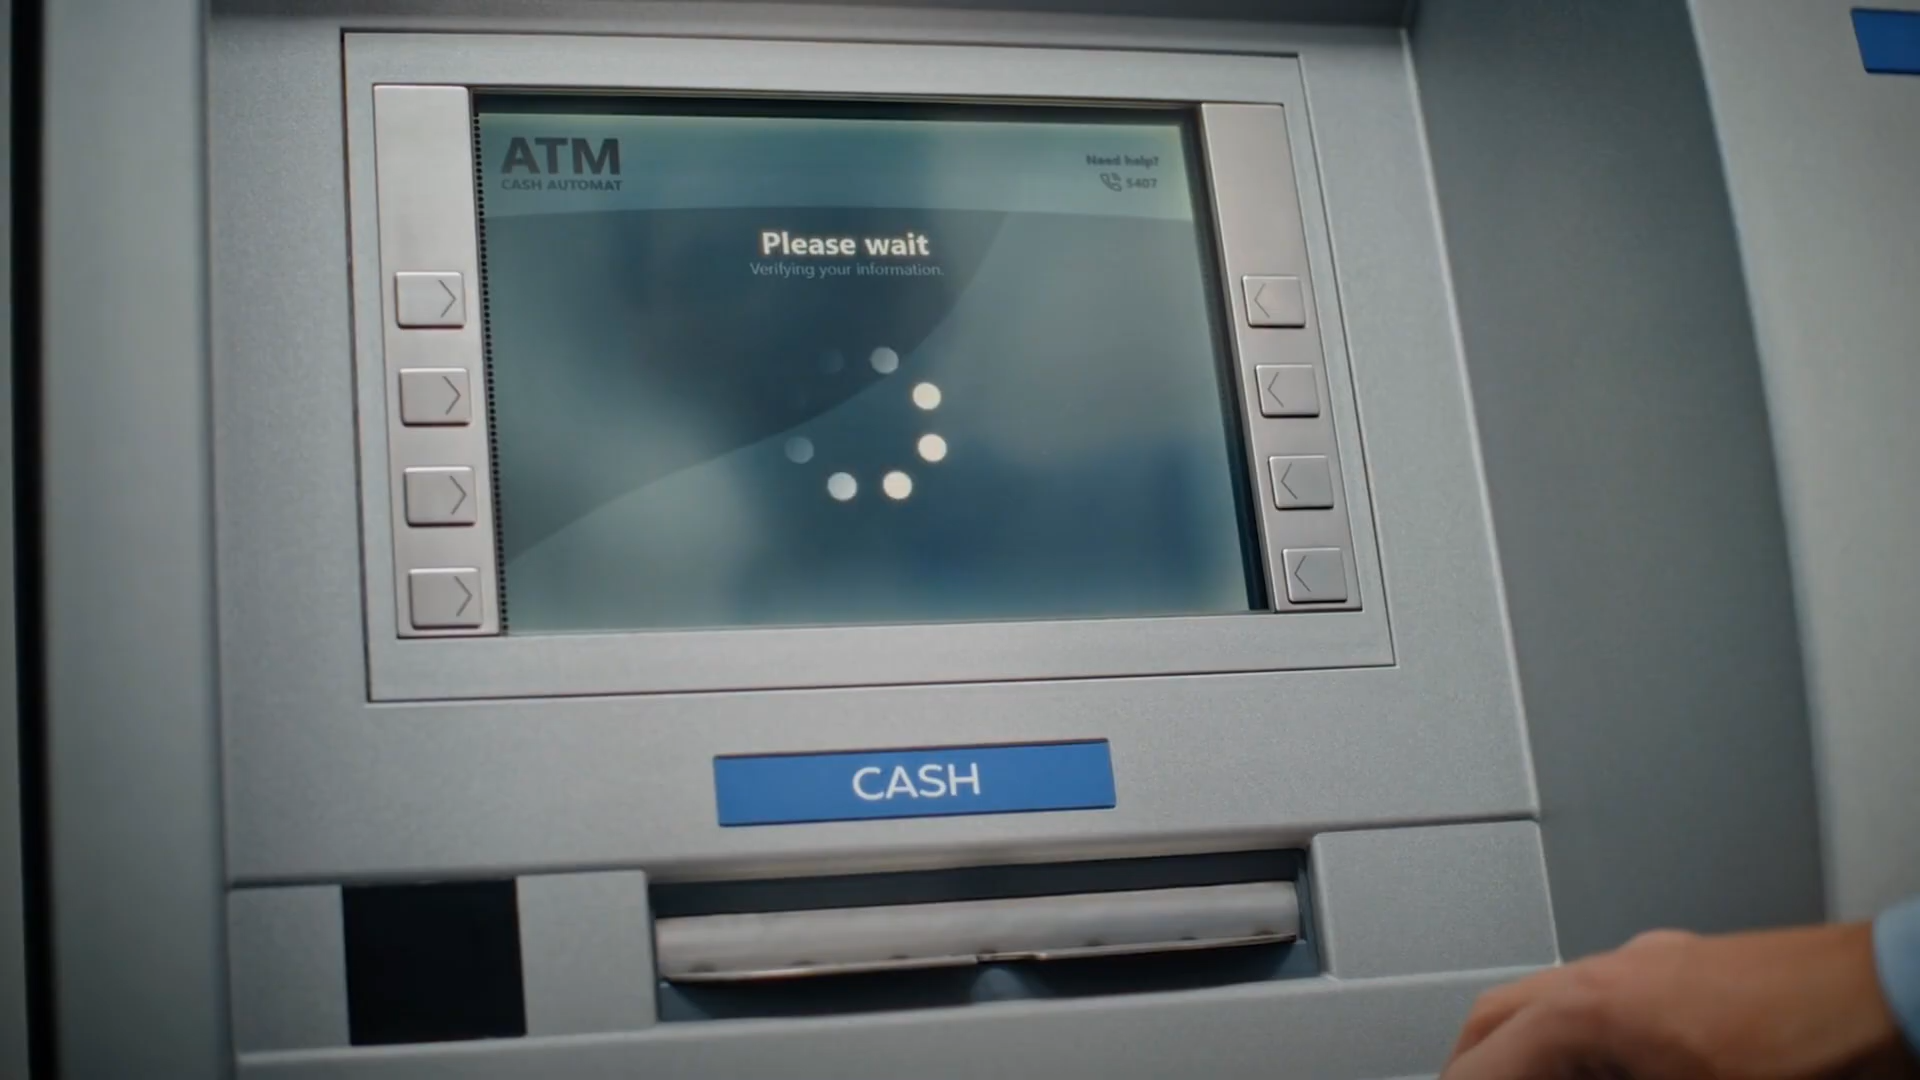 ATM
CASH AUTOMAT
Need help?
5407
Please wait
Verifying your information.
CASH